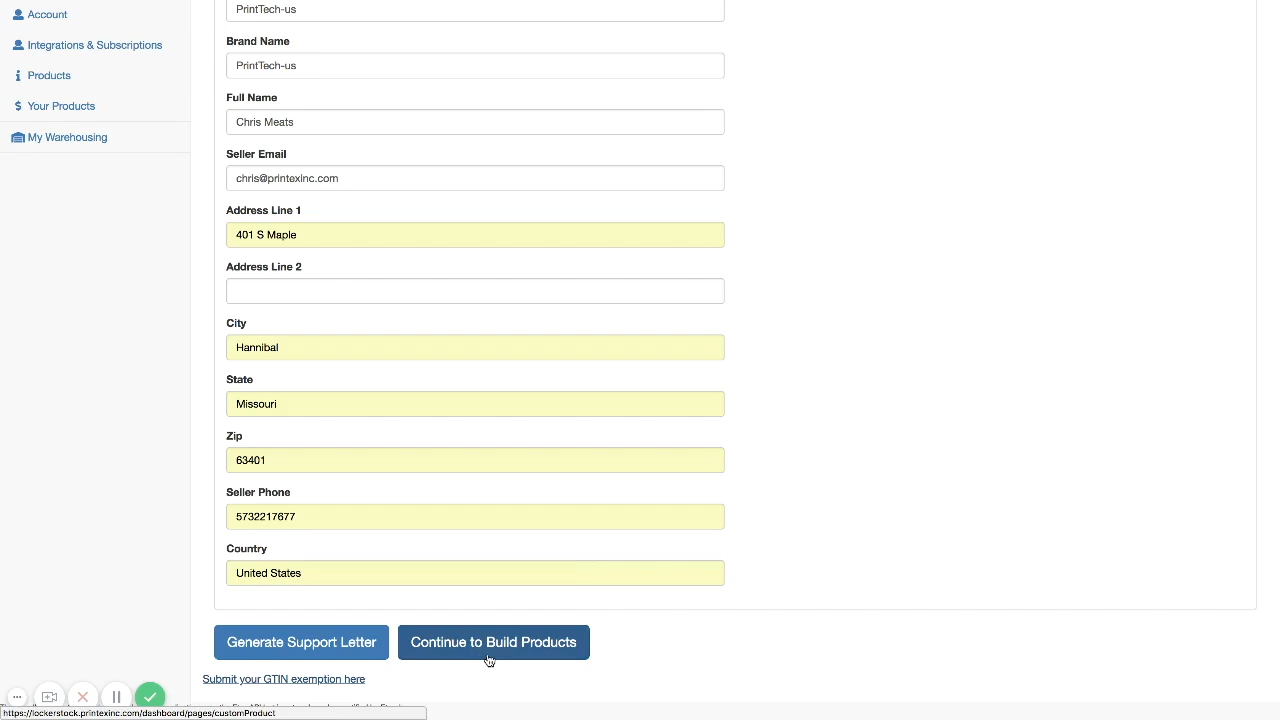 Account
Integrations & Subscriptions
Products
Your Products
My Warehousing
PrintTech-us
Brand Name
PrintTech-us
Full Name
Chris Meats
Seller Email
chris@printexinc.com
Address Line 1
401 S Maple
Address Line 2
City
Hannibal
State
Missouri
Zip
63401
Seller Phone
5732217677
Country
United States
Generate Support Letter
Continue to Build Products
Submit your GTIN exemption here
https://lockerstock.printexinc.com/dashboard/pages/customProduct